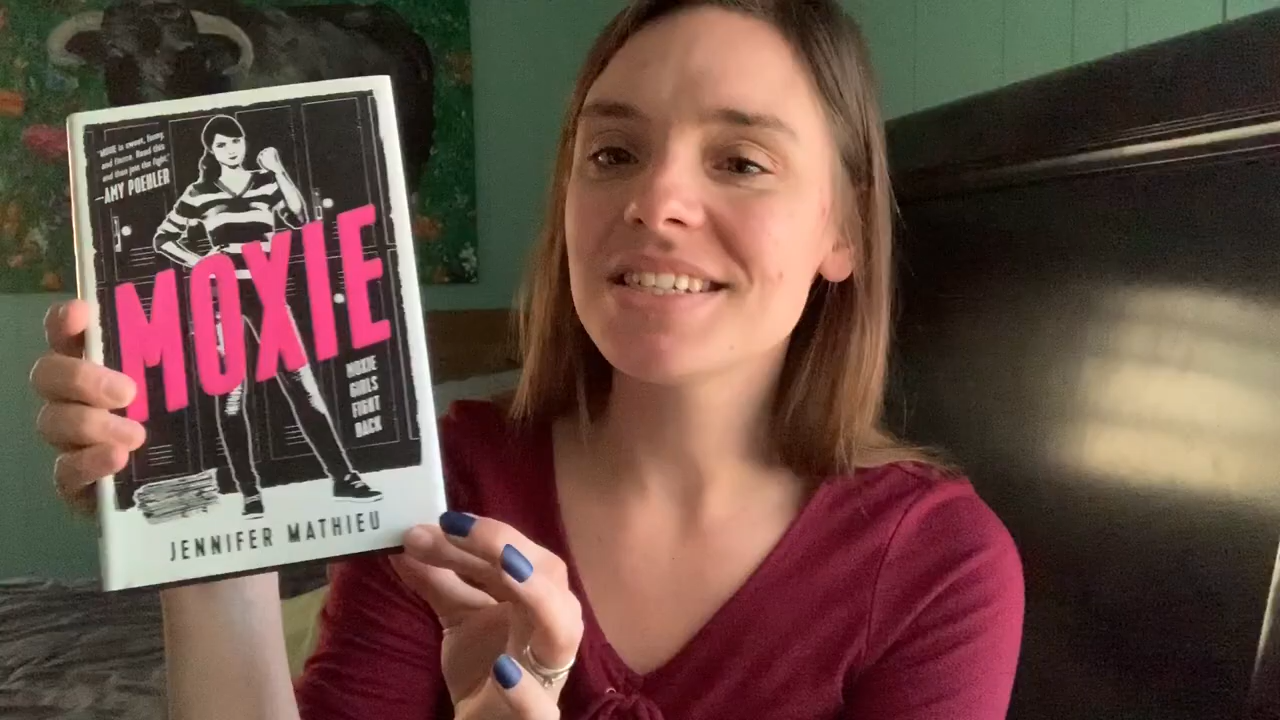 "MOXIE is sweet, funny,
and fierce. Read this
and then join the fight."
—AMY POEHLER
MOXIE
MOXIE
GIRLS
FIGHT
BACK
JENNIFER MATHIEU